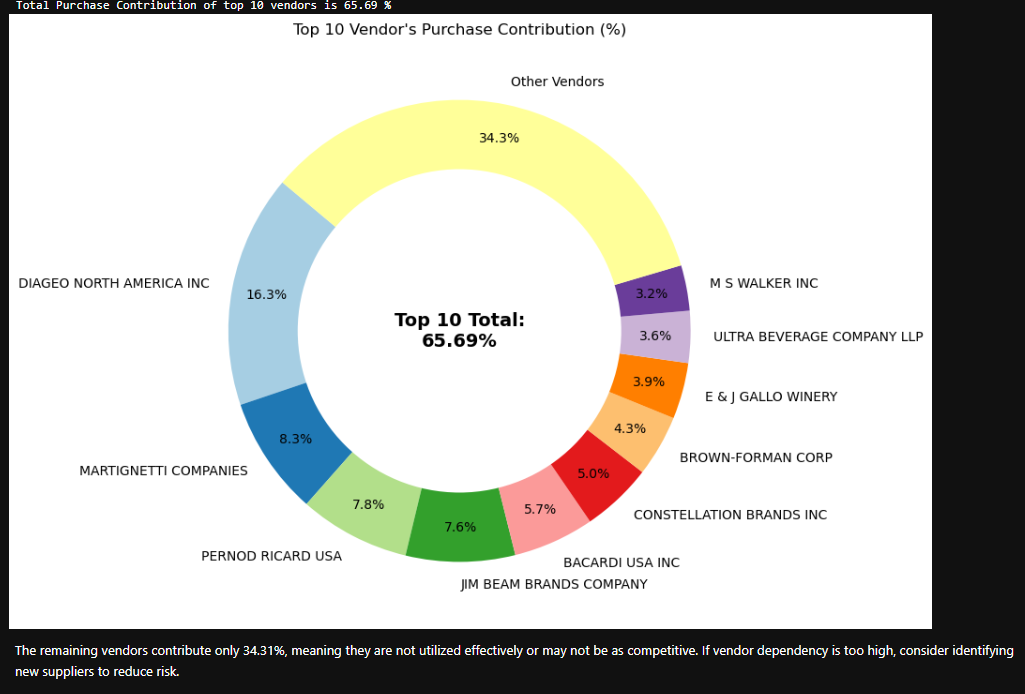 Total Purchase Contribution of top 10 vendors is 65.69 %
Top 10 Vendor's Purchase Contribution (%)
Other Vendors
34.3%
DIAGEO NORTH AMERICA INC
16.3%
M S WALKER INC
3.2%
Top 10 Total:
65.69%
3.6%
ULTRA BEVERAGE COMPANY LLP
3.9%
E & J GALLO WINERY
8.3%
MARTIGNETTI COMPANIES
4.3%
BROWN-FORMAN CORP
5.0%
CONSTELLATION BRANDS INC
7.8%
PERNOD RICARD USA
7.6%
JIM BEAM BRANDS COMPANY
5.7%
BACARDI USA INC
The remaining vendors contribute only 34.31%, meaning they are not utilized effectively or may not be as competitive. If vendor dependency is too high, consider identifying
new suppliers to reduce risk.